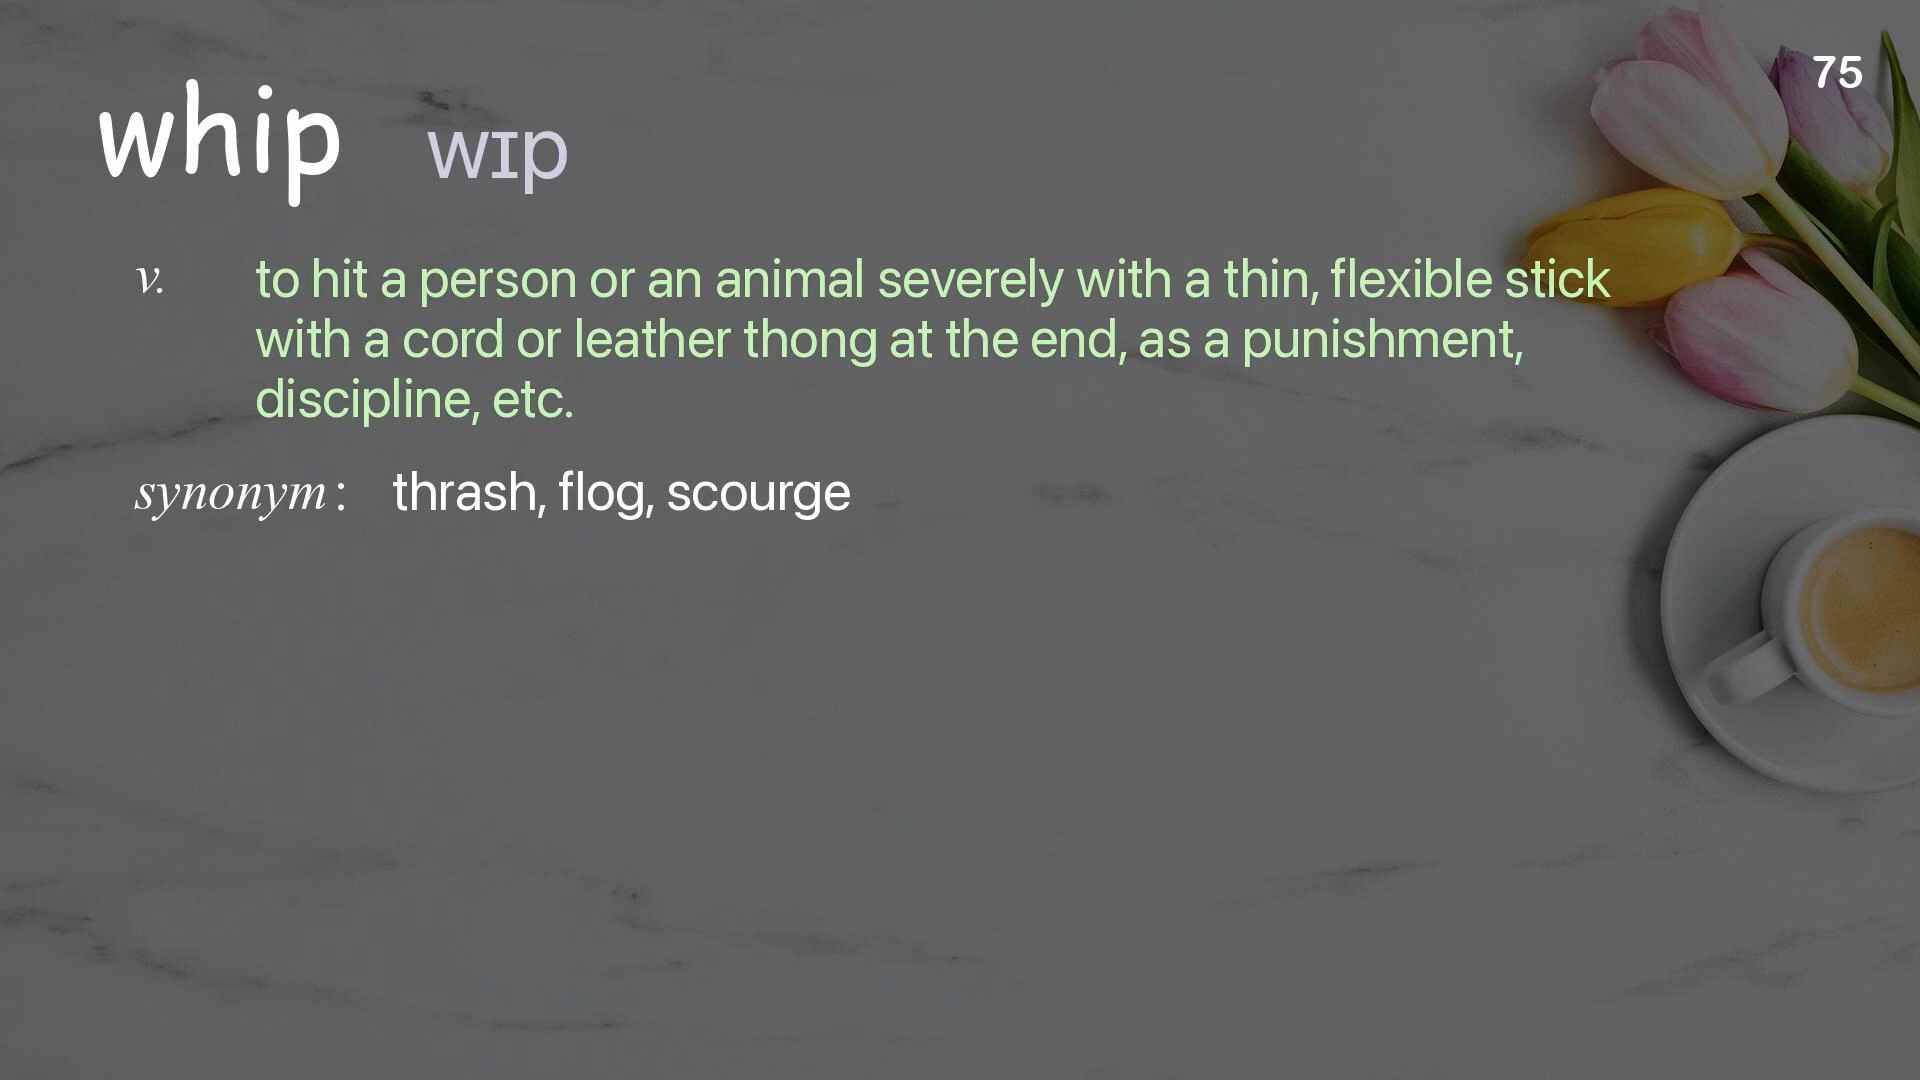 75
whip wɪp
v. to hit a person or an animal severely with a thin, flexible stick
with a cord or leather thong at the end, as a punishment,
discipline, etc.
synonym : thrash, flog, scourge